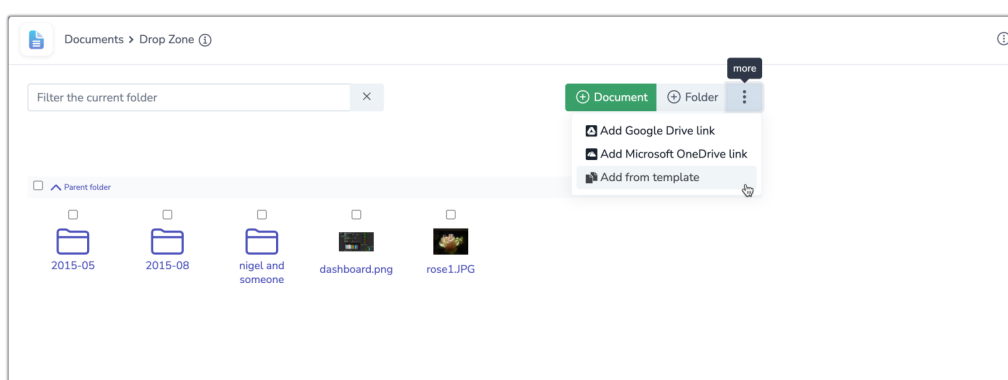 Documents > Drop Zone
more
Filter the current folder
Document
Folder
Add Google Drive link
Add Microsoft OneDrive link
Add from template
Parent folder
2015-05
2015-08
nigel and
someone
dashboard.png
rose1.JPG